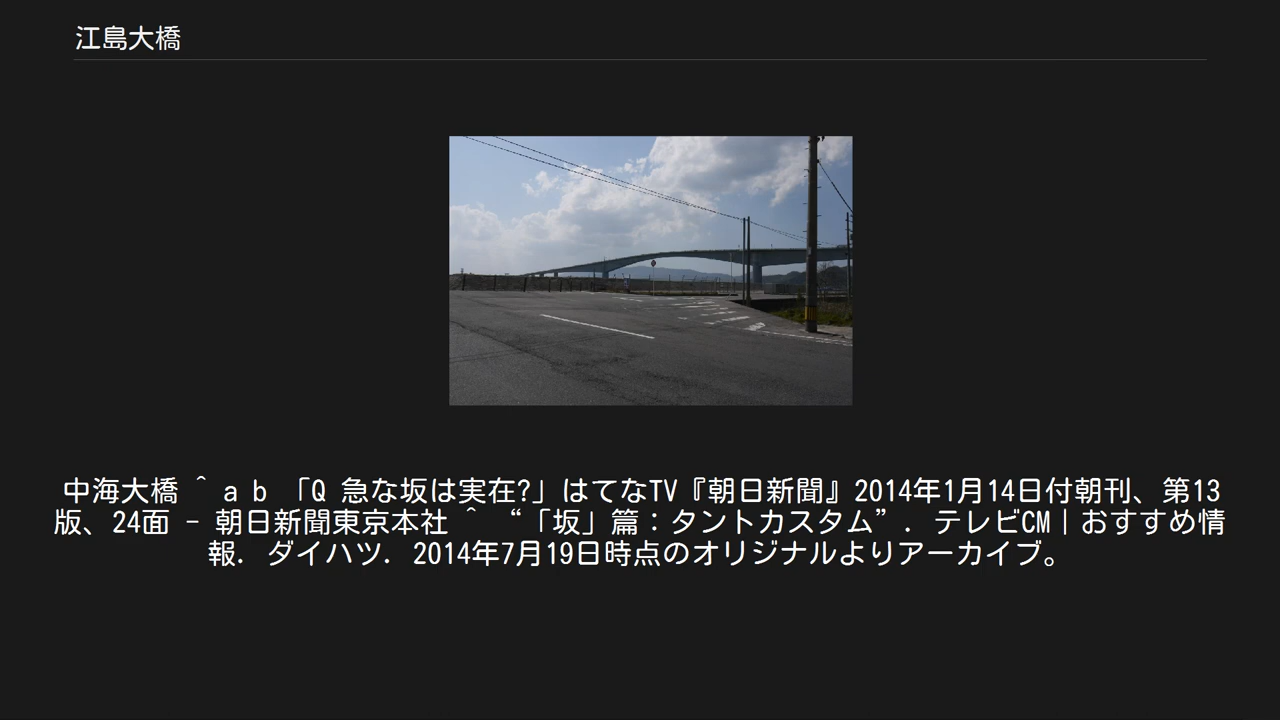 江島大橋
中海大橋 ^ a b 「Q 急な坂は実在?」はてなTV『朝日新聞』2014年1月14日付朝刊、第13
版、24面 - 朝日新聞東京本社 ^ “「坂」篇：タントカスタム”. テレビCM｜おすすめ情
報. ダイハツ. 2014年7月19日時点のオリジナルよりアーカイブ。